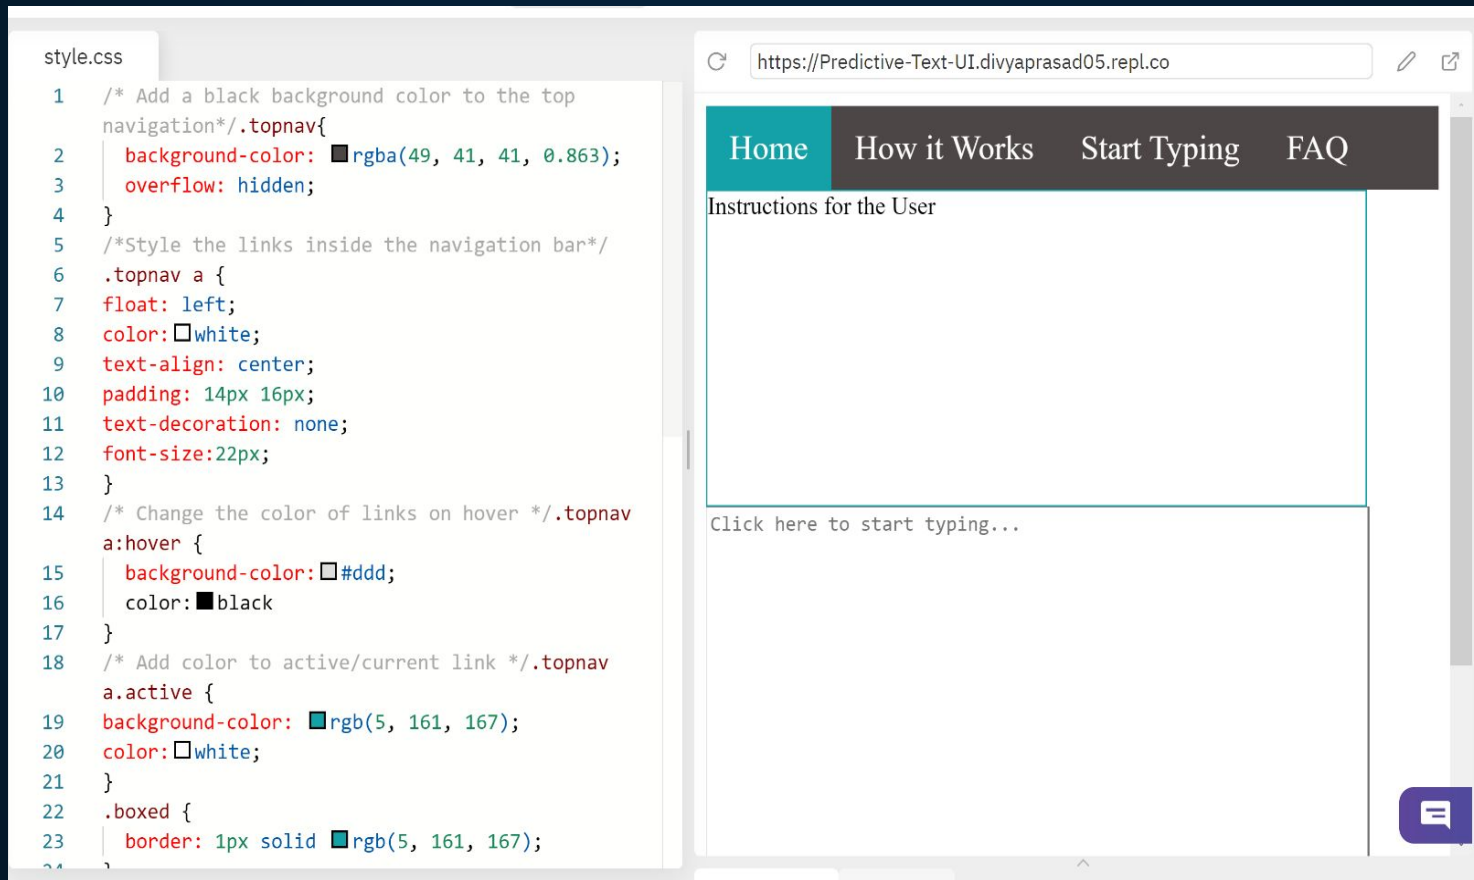 style.css
1 /* Add a black background color to the top
navigation*/.topnav{
2 background-color: rgba(49, 41, 41, 0.863);
3 overflow: hidden;
4 }
5 /*Style the links inside the navigation bar*/
6 .topnav a {
7 float: left;
8 color: white;
9 text-align: center;
10 padding: 14px 16px;
11 text-decoration: none;
12 font-size:22px;
13 }
14 /* Change the color of links on hover */.topnav
a:hover {
15 background-color: #ddd;
16 color: black
17 }
18 /* Add color to active/current link */.topnav
a.active {
19 background-color: rgb(5, 161, 167);
20 color: white;
21 }
22 .boxed {
23 border: 1px solid rgb(5, 161, 167);
https://Predictive-Text-UI.divyaprasad05.repl.co
Home How it Works Start Typing FAQ
Instructions for the User
Click here to start typing...